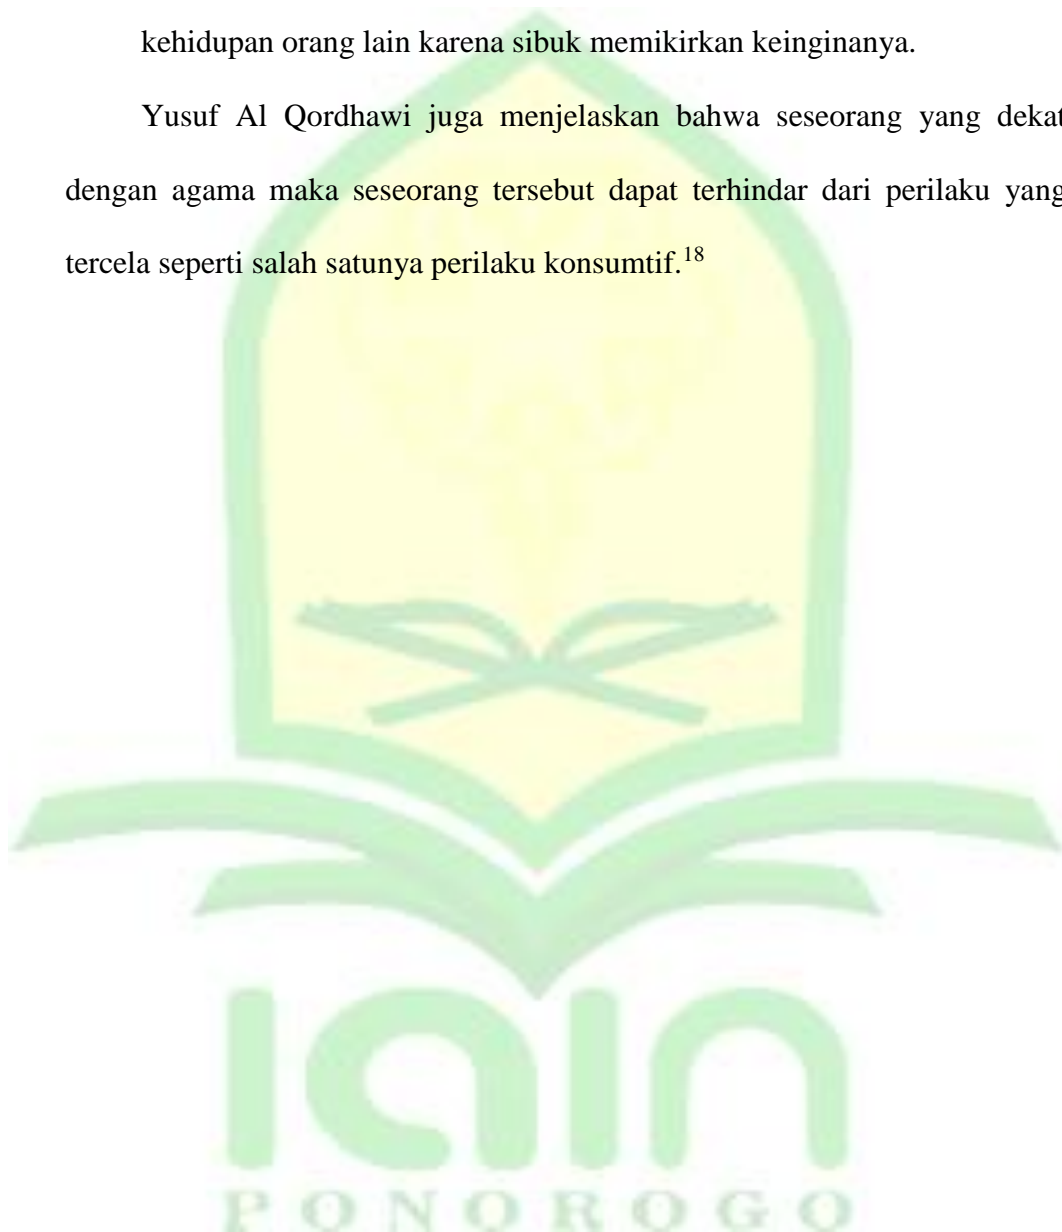 kehidupan orang lain karena sibuk memikirkan keinginanya.
Yusuf Al Qordhawi juga menjelaskan bahwa seseorang yang dekat
dengan agama maka seseorang tersebut dapat terhindar dari perilaku yang
tercela seperti salah satunya perilaku konsumtif.18
iain
PONOROGO